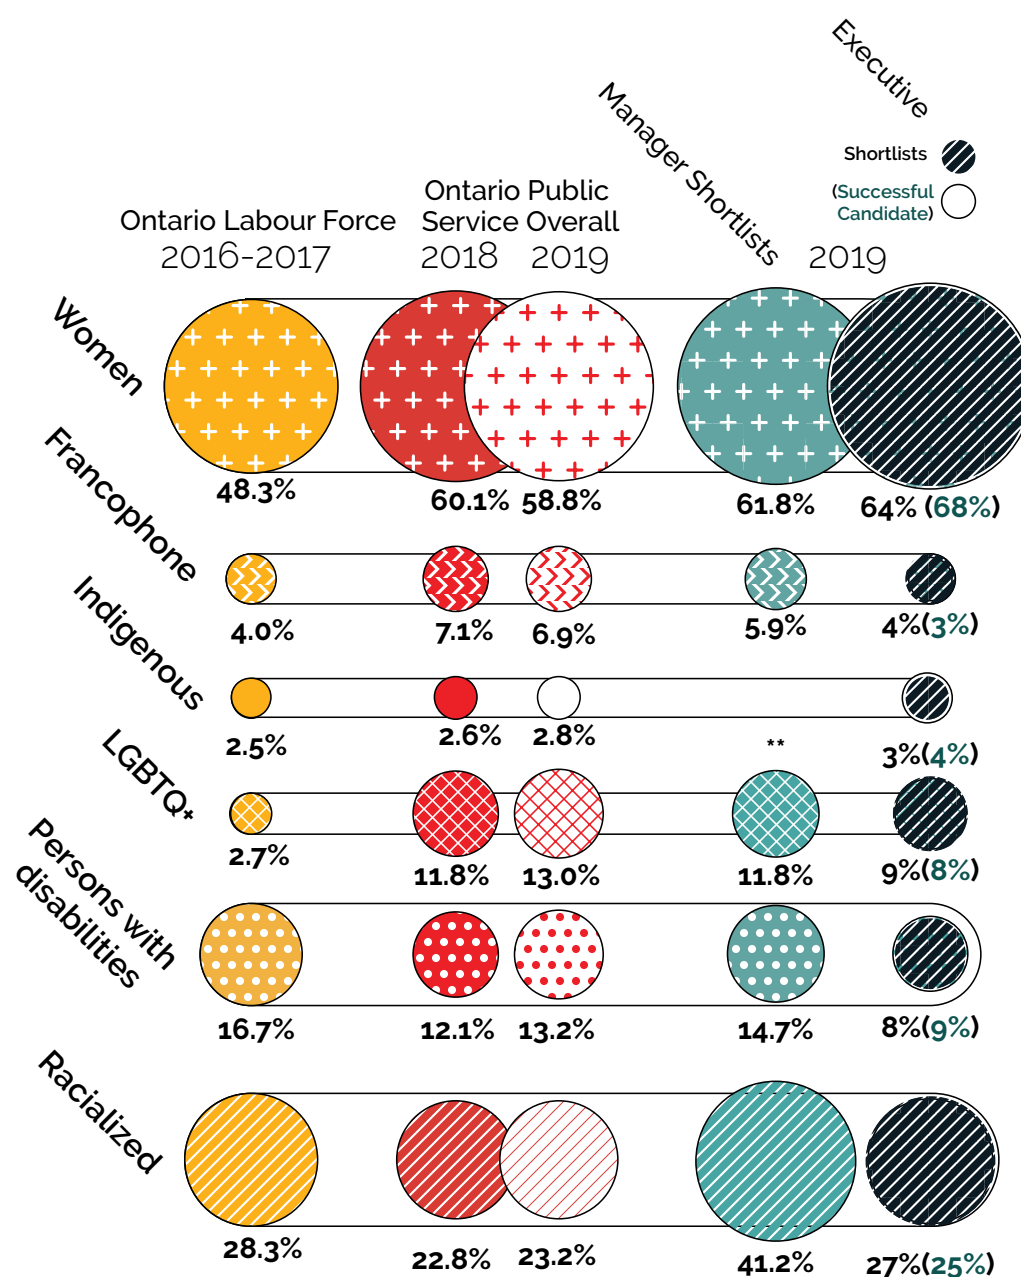 Executive
Manager Shortlists
Shortlists
(Successful
Candidate)
Ontario Labour Force
2016-2017
Ontario Public
Service Overall
2018 2019
2019
Women
48.3%
60.1% 58.8%
61.8%
64% (68%)
Francophone
4.0%
7.1%
6.9%
5.9%
4%(3%)
Indigenous
2.5%
2.6%
2.8%
**
3%(4%)
LGBTQ+
2.7%
11.8%
13.0%
11.8%
9%(8%)
Persons with
disabilities
16.7%
12.1%
13.2%
14.7%
8%(9%)
Racialized
28.3%
22.8%
23.2%
41.2%
27%(25%)